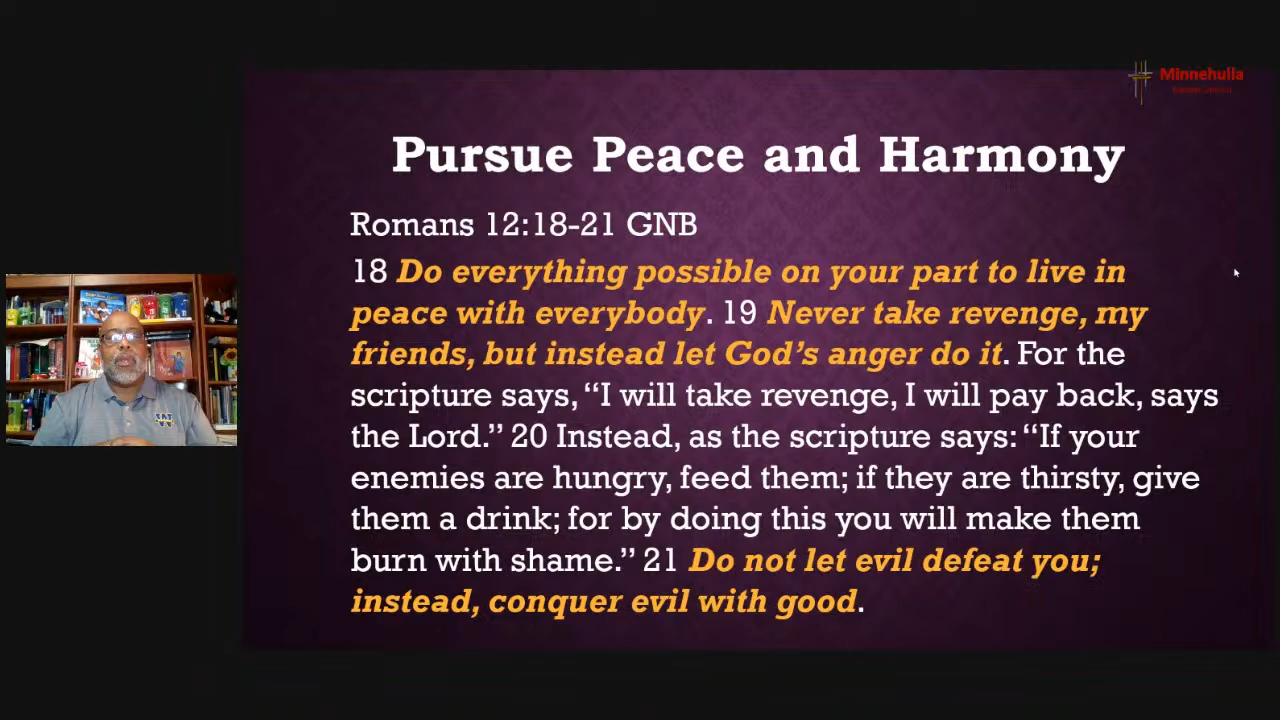 Minnehulla
Pursue Peace and Harmony
Romans 12:18-21 GNB
18 Do everything possible on your part to live in
peace with everybody. 19 Never take revenge, my
friends, but instead let God’s anger do it. For the
scripture says, “I will take revenge, I will pay back, says
the Lord.” 20 Instead, as the scripture says: “If your
enemies are hungry, feed them; if they are thirsty, give
them a drink; for by doing this you will make them
burn with shame.” 21 Do not let evil defeat you;
instead, conquer evil with good.